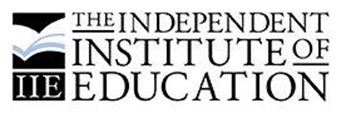 THE INDEPENDENT
INSTITUTE OF
IIE EDUCATION